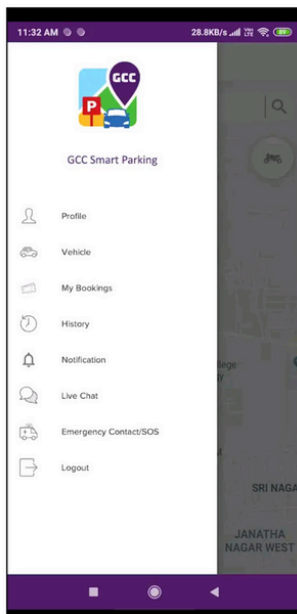 11:32 AM
28.8KB/s
GCC
P
GCC Smart Parking
Profile
Vehicle
My Bookings
History
Notification
Live Chat
Emergency Contact/SOS
Logout
llege
SRI NAGA
JANATHA
NAGAR WEST